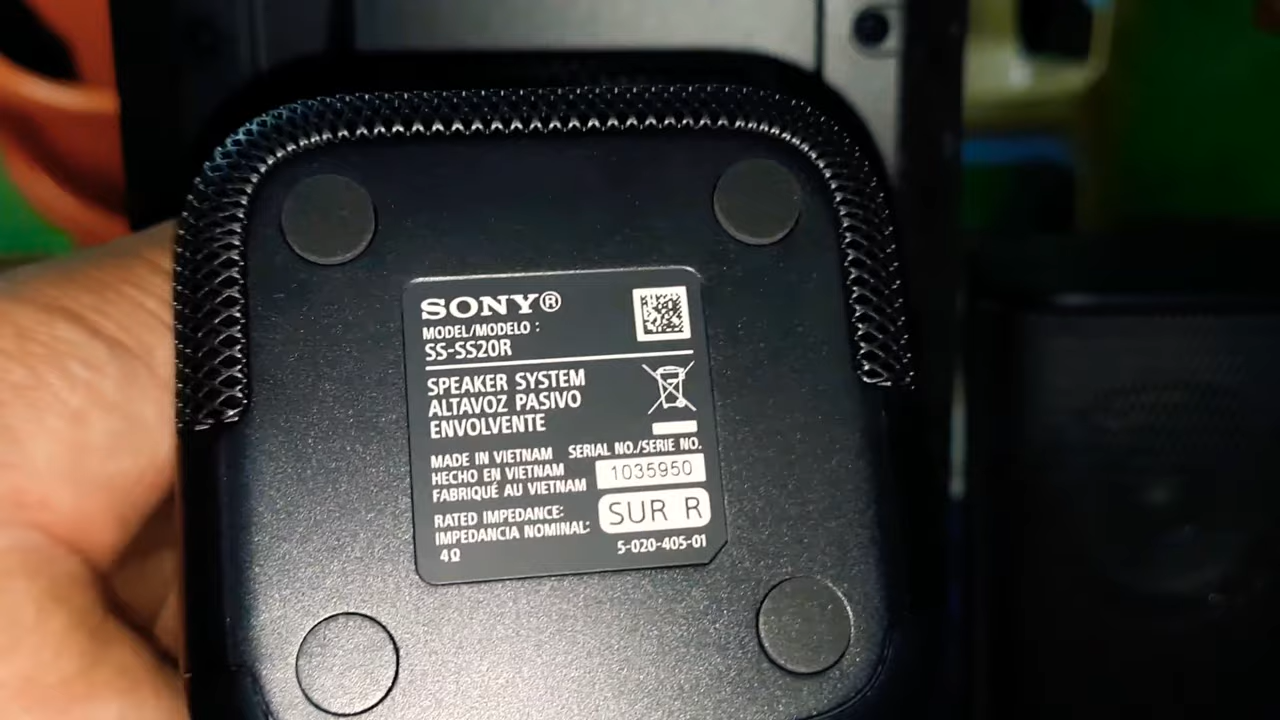 SONY®
MODEL/MODELO :
SS-SS20R
SPEAKER SYSTEM
ALTAVOZ PASIVO
ENVOLVENTE
MADE IN VIETNAM
HECHO EN VIETNAM
FABRIQUÉ AU VIETNAM
SERIAL NO./SERIE NO.
1035950
RATED IMPEDANCE:
IMPEDANCIA NOMINAL:
4Ω
SUR R
5-020-405-01